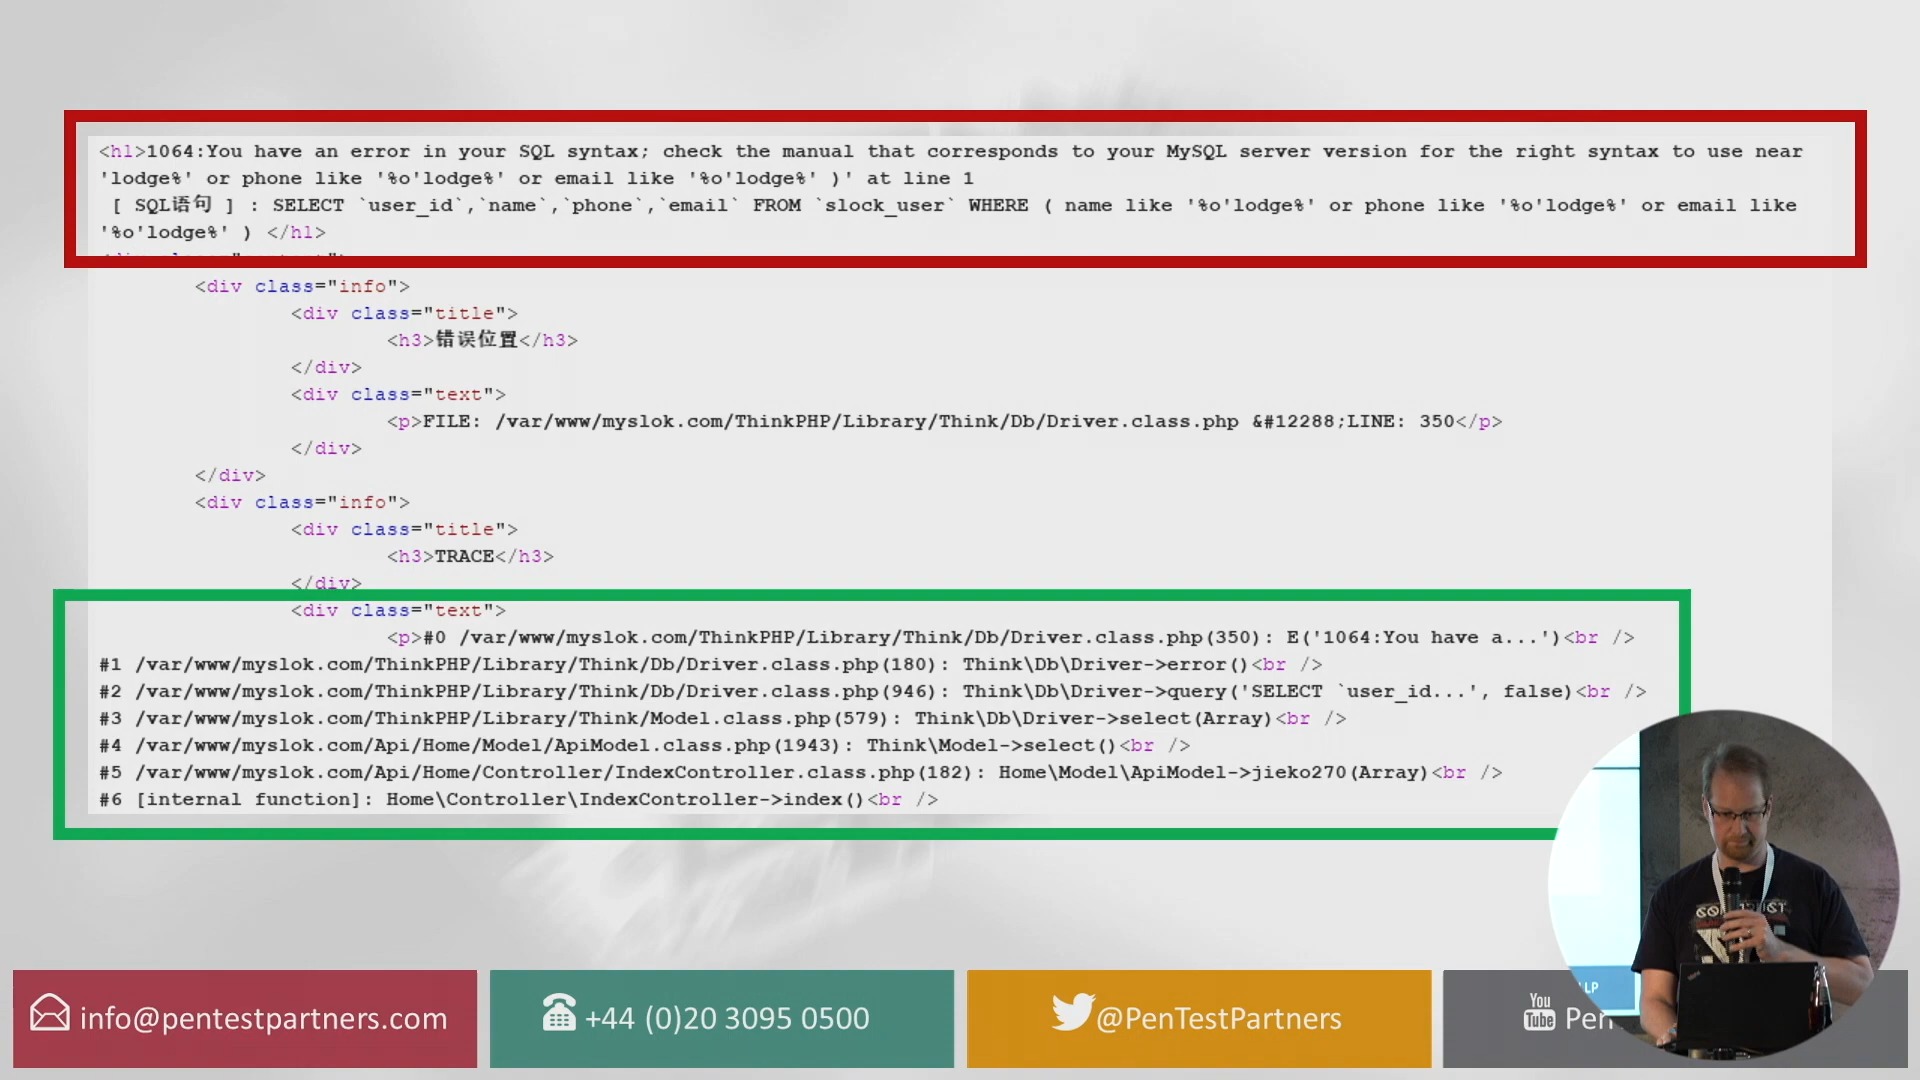 <h1>1064:You have an error in your SQL syntax; check the manual that corresponds to your MySQL server version for the right syntax to use near
'lodge%' or phone like '%o'lodge%' or email like '%o'lodge%' )' at line 1
[ SQL语句 ] : SELECT `user_id`,`name`,`phone`,`email` FROM `slock_user` WHERE ( name like '%o'lodge%' or phone like '%o'lodge%' or email like
'%o'lodge%' ) </h1>
<div class="info">
<div class="title">
<h3>错误位置</h3>
</div>
<div class="text">
<p>FILE: /var/www/myslok.com/ThinkPHP/Library/Think/Db/Driver.class.php &#12288;LINE: 350</p>
</div>
</div>
<div class="info">
<div class="title">
<h3>TRACE</h3>
</div>
<div class="text">
<p>#0 /var/www/myslok.com/ThinkPHP/Library/Think/Db/Driver.class.php(350): E('1064:You have a...')<br />
#1 /var/www/myslok.com/ThinkPHP/Library/Think/Db/Driver.class.php(180): Think\Db\Driver->error()<br />
#2 /var/www/myslok.com/ThinkPHP/Library/Think/Db/Driver.class.php(946): Think\Db\Driver->query('SELECT `user_id...', false)<br />
#3 /var/www/myslok.com/ThinkPHP/Library/Think/Model.class.php(579): Think\Db\Driver->select(Array)<br />
#4 /var/www/myslok.com/Api/Home/Model/ApiModel.class.php(1943): Think\Model->select()<br />
#5 /var/www/myslok.com/Api/Home/Controller/IndexController.class.php(182): Home\Model\ApiModel->jieko270(Array)<br />
#6 [internal function]: Home\Controller\IndexController->index()<br />
info@pentestpartners.com
+44 (0)20 3095 0500
@PenTestPartners
You Tube Pen
LLP